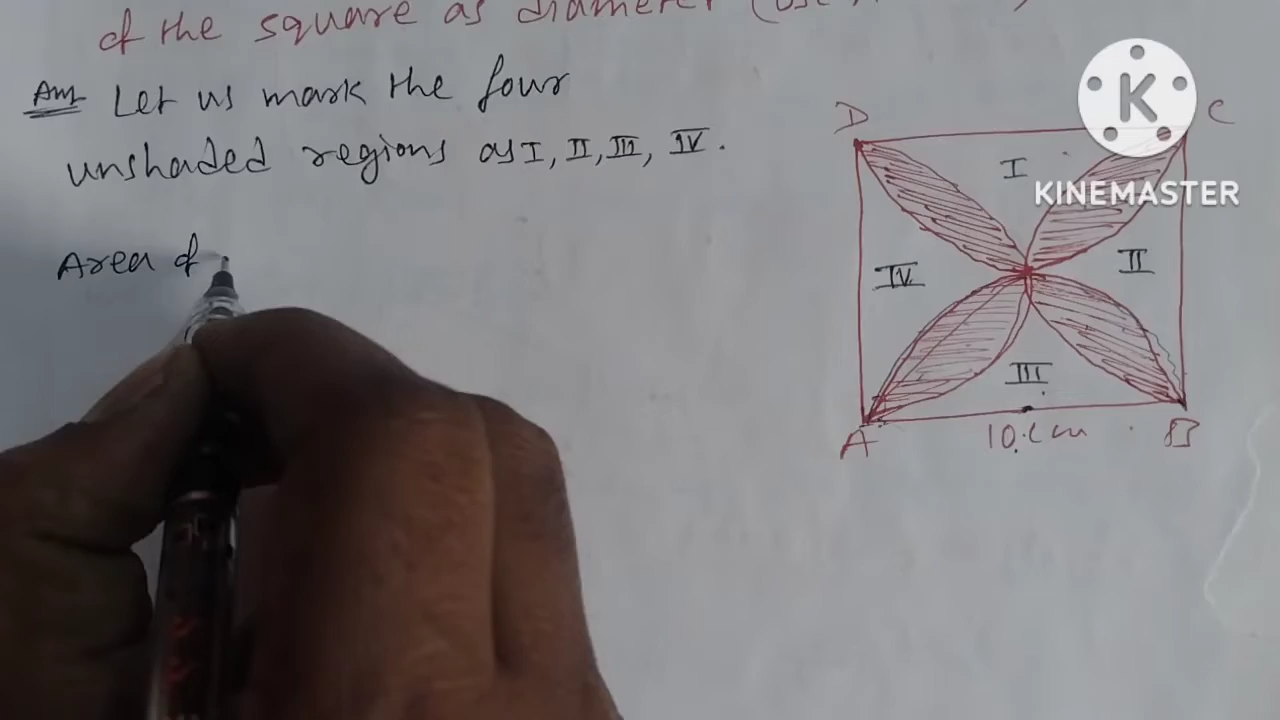 of the square as diameter
Ans Let us mark the four
unshaded regions as I, II, III, IV.
Area of
D
C
I
K
KINEMASTER
IV
II
III
A
10 cm
B